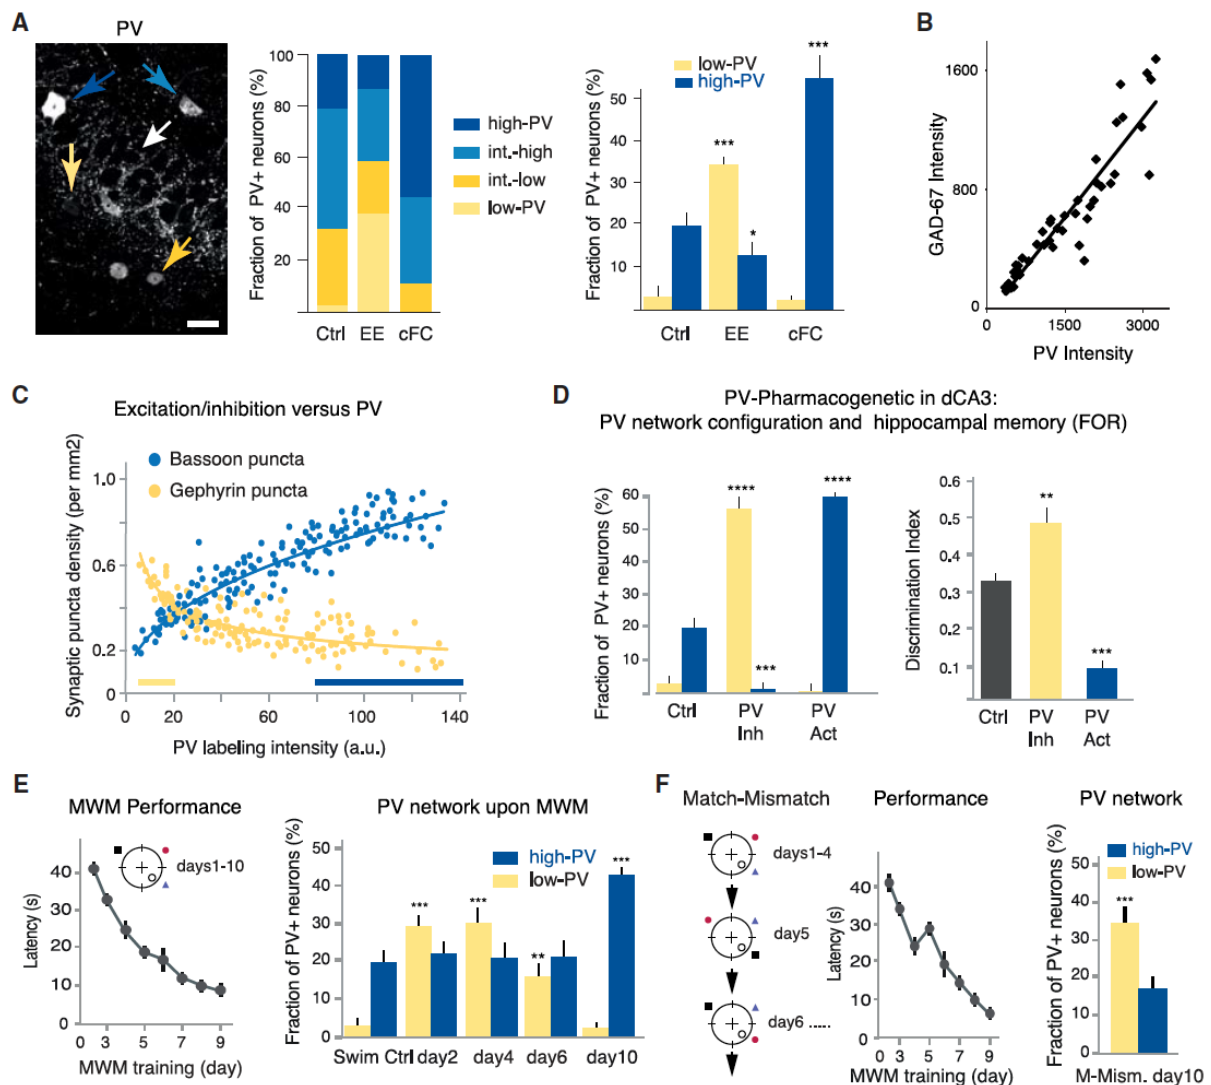 A
PV
Fraction of PV+ neurons (%)
100
80
60
40
20
Ctrl EE cFC
high-PV
int.-high
int.-low
low-PV
Fraction of PV+ neurons (%)
50
40
30
20
10
low-PV
high-PV
***
*
***
Ctrl EE cFC
B
GAD-67 Intensity
1600
800
0
0 1500 3000
PV Intensity
C
Excitation/inhibition versus PV
Bassoon puncta
Gephyrin puncta
Synaptic puncta density (per mm2)
1.0
0.6
0.2
0
0 20 60 100 140
PV labeling intensity (a.u.)
D
PV-Pharmacogenetic in dCA3:
PV network configuration and hippocampal memory (FOR)
Fraction of PV+ neurons (%)
60
50
40
30
20
10
****
***
****
Ctrl PV Inh PV Act
Discrimination Index
0.6
0.5
0.4
0.3
0.2
0.1
**
***
Ctrl PV Inh PV Act
E
MWM Performance
days1-10
Latency (s)
40
30
20
10
0
0 3 5 7 9
MWM training (day)
PV network upon MWM
high-PV
low-PV
Fraction of PV+ neurons (%)
50
40
30
20
10
0
***
***
**
***
Swim Ctrl day2 day4 day6 day10
F
Match-Mismatch
days1-4
day5
day6 .....
Performance
Latency (s)
40
30
20
10
0
0 3 5 7 9
MWM training (day)
PV network
high-PV
low-PV
Fraction of PV+ neurons (%)
50
40
30
20
10
0
***
M-Mism. day10